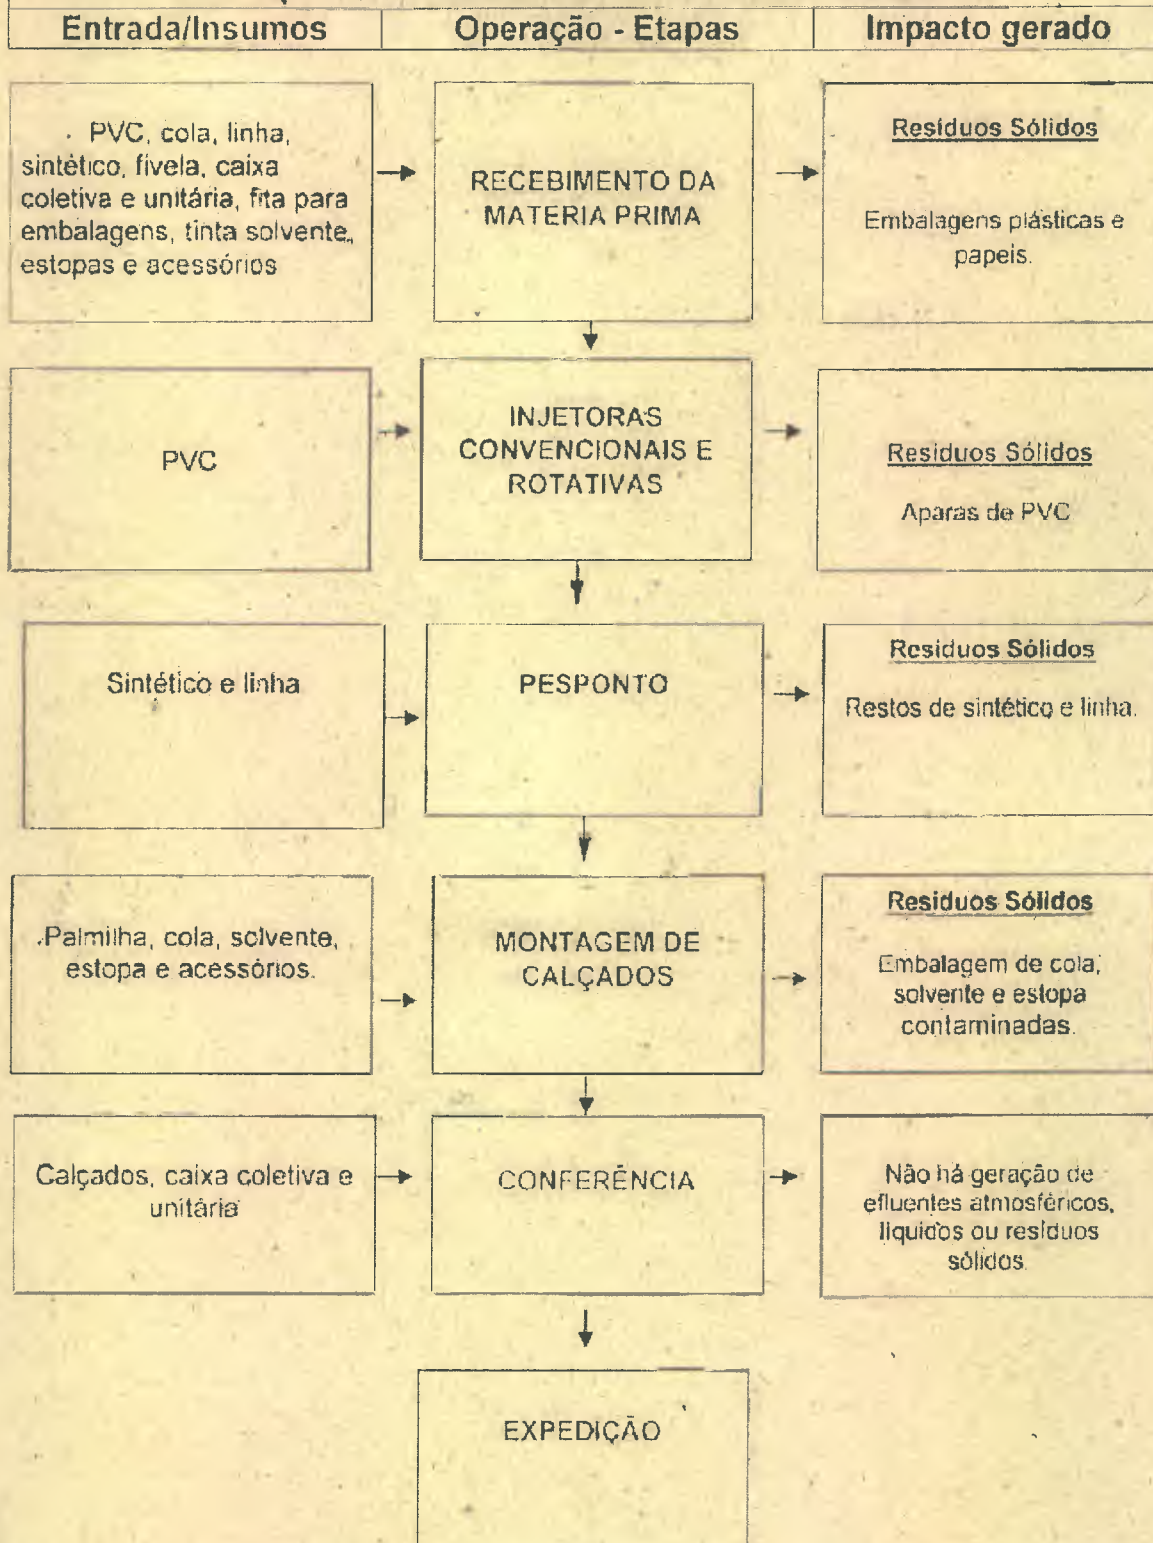 Entrada/Insumos
Operação - Etapas
Impacto gerado
PVC, cola, linha,
sintético, fivela, caixa
coletiva e unitária, fita para
embalagens, tinta solvente,
estopas e acessórios
RECEBIMENTO DA
MATERIA PRIMA
Resíduos Sólidos
Embalagens plásticas e
papeis.
PVC
INJETORAS
CONVENCIONAIS E
ROTATIVAS
Resíduos Sólidos
Aparas de PVC
Sintético e linha
PESPONTO
Resíduos Sólidos
Restos de sintético e linha.
Palmilha, cola, solvente,
estopa e acessórios.
MONTAGEM DE
CALÇADOS
Resíduos Sólidos
Embalagem de cola,
solvente e estopa
contaminadas.
Calçados, caixa coletiva e
unitária
CONFERÊNCIA
Não há geração de
efluentes atmosféricos,
líquidos ou resíduos
sólidos.
EXPEDIÇÃO